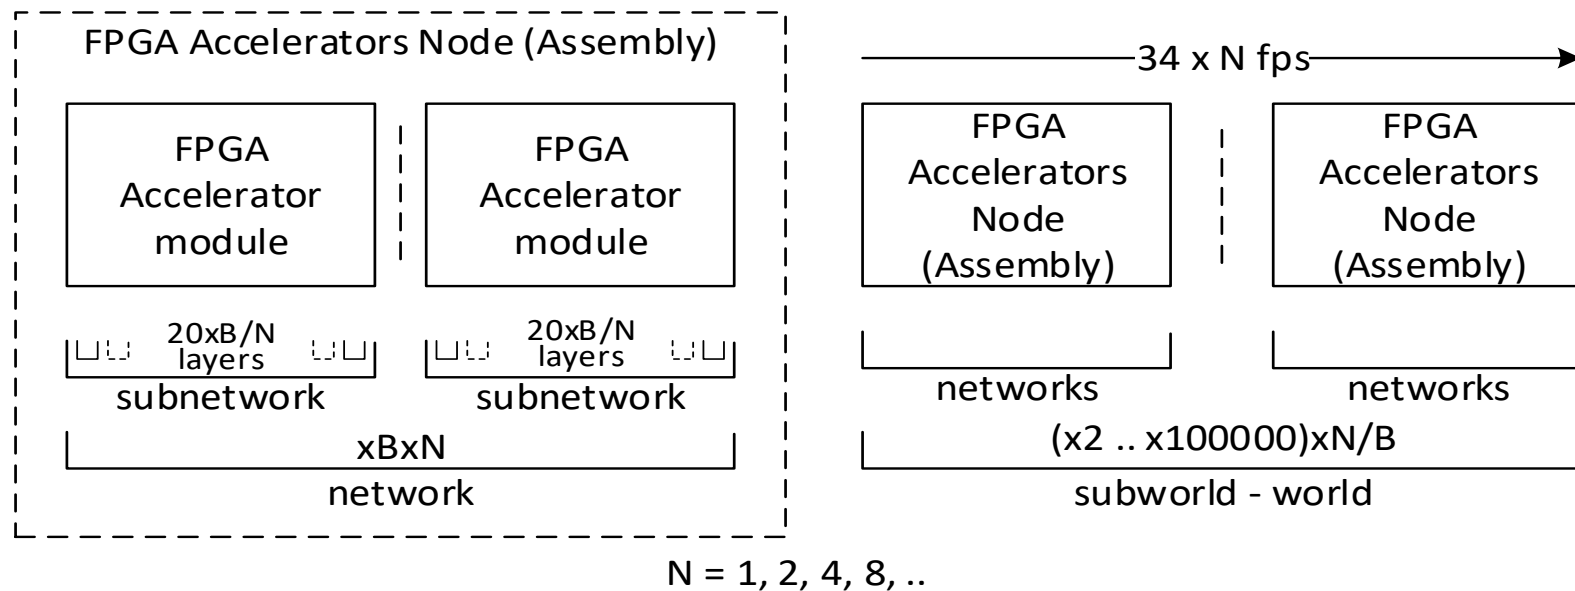 FPGA Accelerators Node (Assembly)
FPGA
Accelerator
module
FPGA
Accelerator
module
20xB/N
layers
20xB/N
layers
subnetwork
subnetwork
xBxN
network
34 x N fps
FPGA
Accelerators
Node
(Assembly)
FPGA
Accelerators
Node
(Assembly)
networks
networks
(x2 .. x100000)xN/B
subworld - world
N = 1, 2, 4, 8, ..